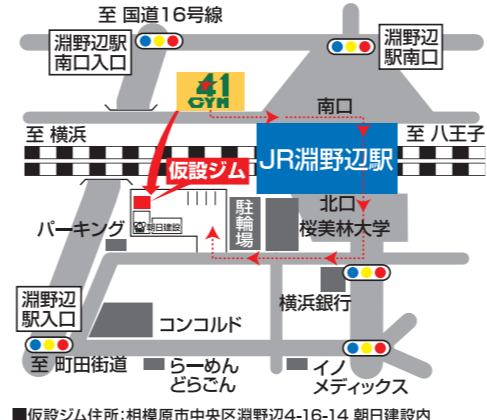 至 国道16号線
淵野辺駅
南口入口
淵野辺
駅南口
41
GYM
南口
至 横浜
至 八王子
JR淵野辺駅
仮設ジム
北口
駐輪場
桜美林大学
パーキング
朝日建設
淵野辺
駅入口
横浜銀行
コンコルド
至 町田街道
らーめん
どらごん
イノ
メディックス
■仮設ジム住所:相模原市中央区淵野辺4-16-14 朝日建設内